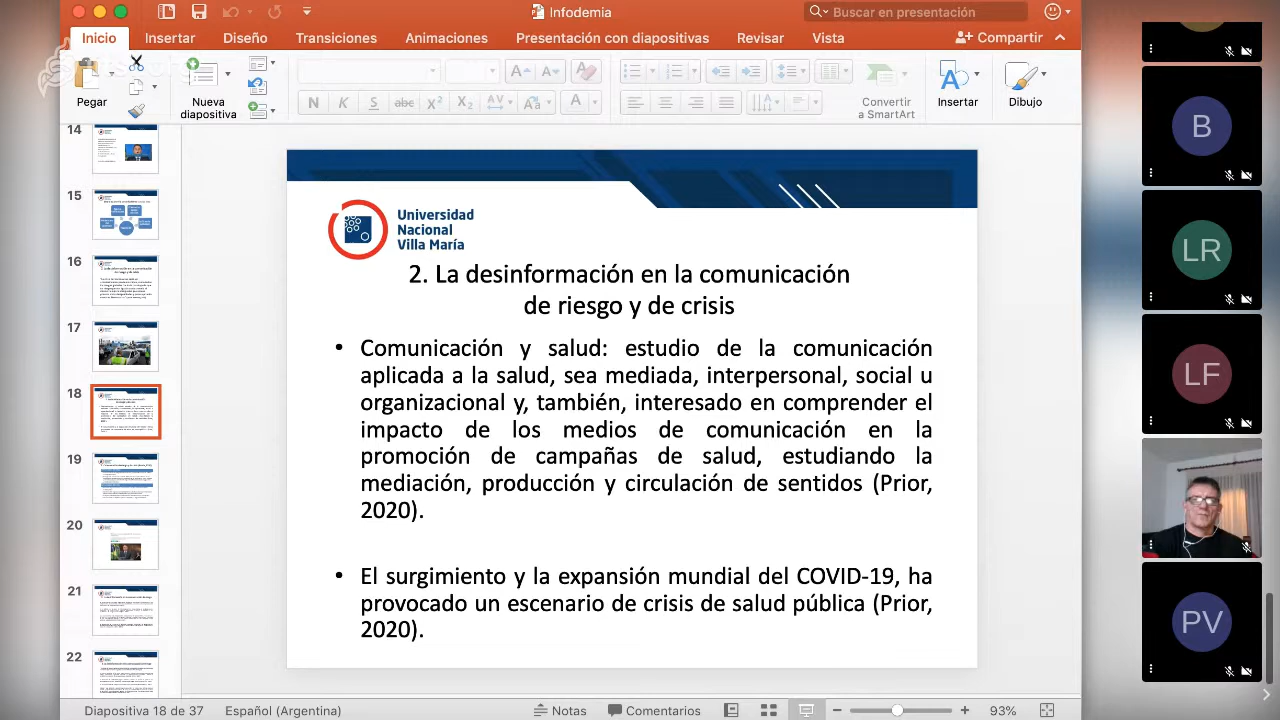 Infodemia
Buscar en presentación
Inicio
Insertar
Diseño
Transiciones
Animaciones
Presentación con diapositivas
Revisar
Vista
Compartir
Pegar
Nueva
diapositiva
N K S abc X² X₂ AV Aa A
Convertir
a SmartArt
Insertar
Dibujo
14
15
16
17
18
19
20
21
22
Universidad
Nacional
Villa María
2. La desinformación en la comunicación
de riesgo y de crisis
• Comunicación y salud: estudio de la comunicación
aplicada a la salud, sea mediada, interpersonal, social u
organizacional y, también, interesado en comprender el
impacto de los medios de comunicación en la
promoción de campañas de salud, estudiando la
mediación, producción y circulación de sentidos (Prior,
2020).
• El surgimiento y la expansión mundial del COVID-19, ha
provocado un escenario de crisis de salud pública (Prior,
2020).
B
LR
LF
PV
Diapositiva 18 de 37
Español (Argentina)
Notas
Comentarios
93%